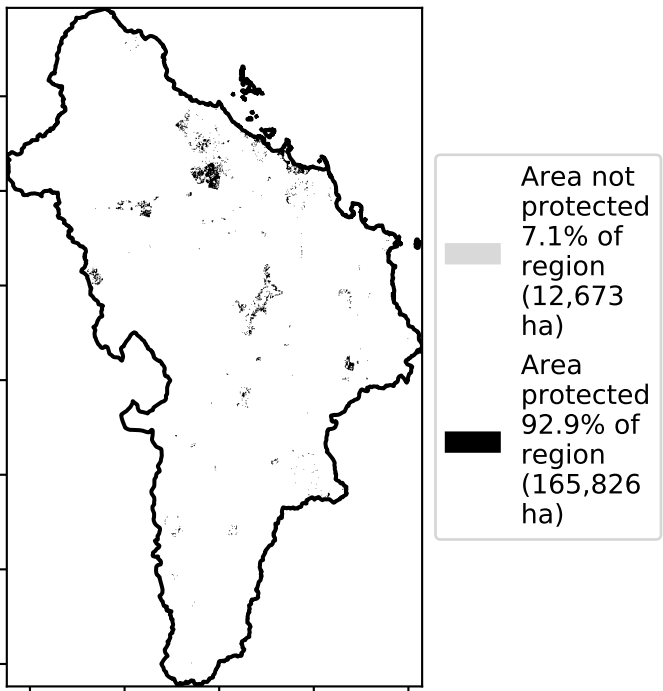 Area not
protected
7.1% of
region
(12,673
ha)
Area
protected
92.9% of
region
(165,826
ha)